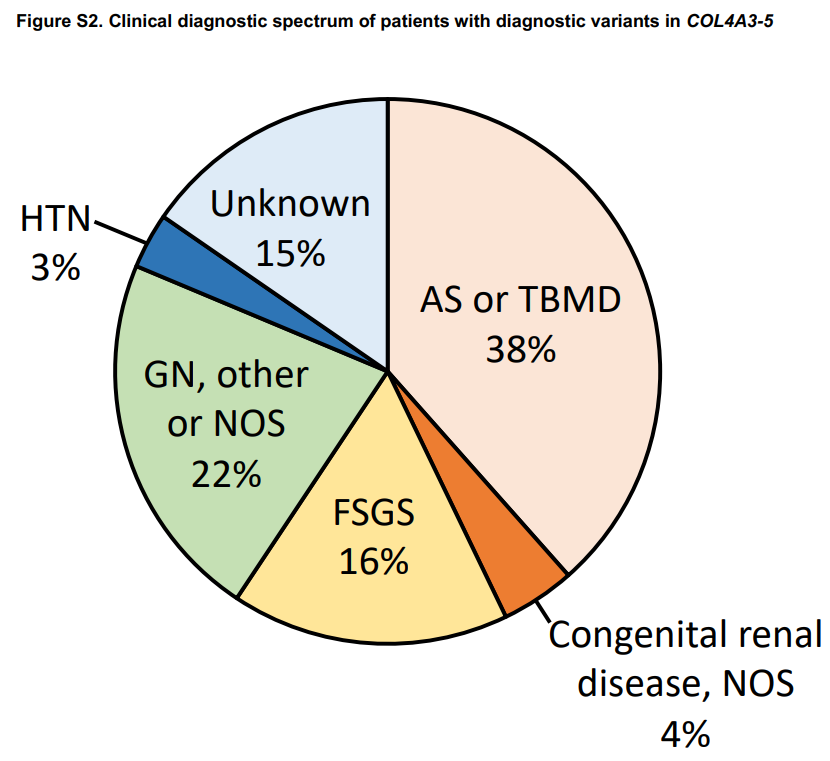 Figure S2. Clinical diagnostic spectrum of patients with diagnostic variants in COL4A3-5
Unknown
15%
HTN
3%
AS or TBMD
38%
GN, other
or NOS
22%
FSGS
16%
Congenital renal
disease, NOS
4%